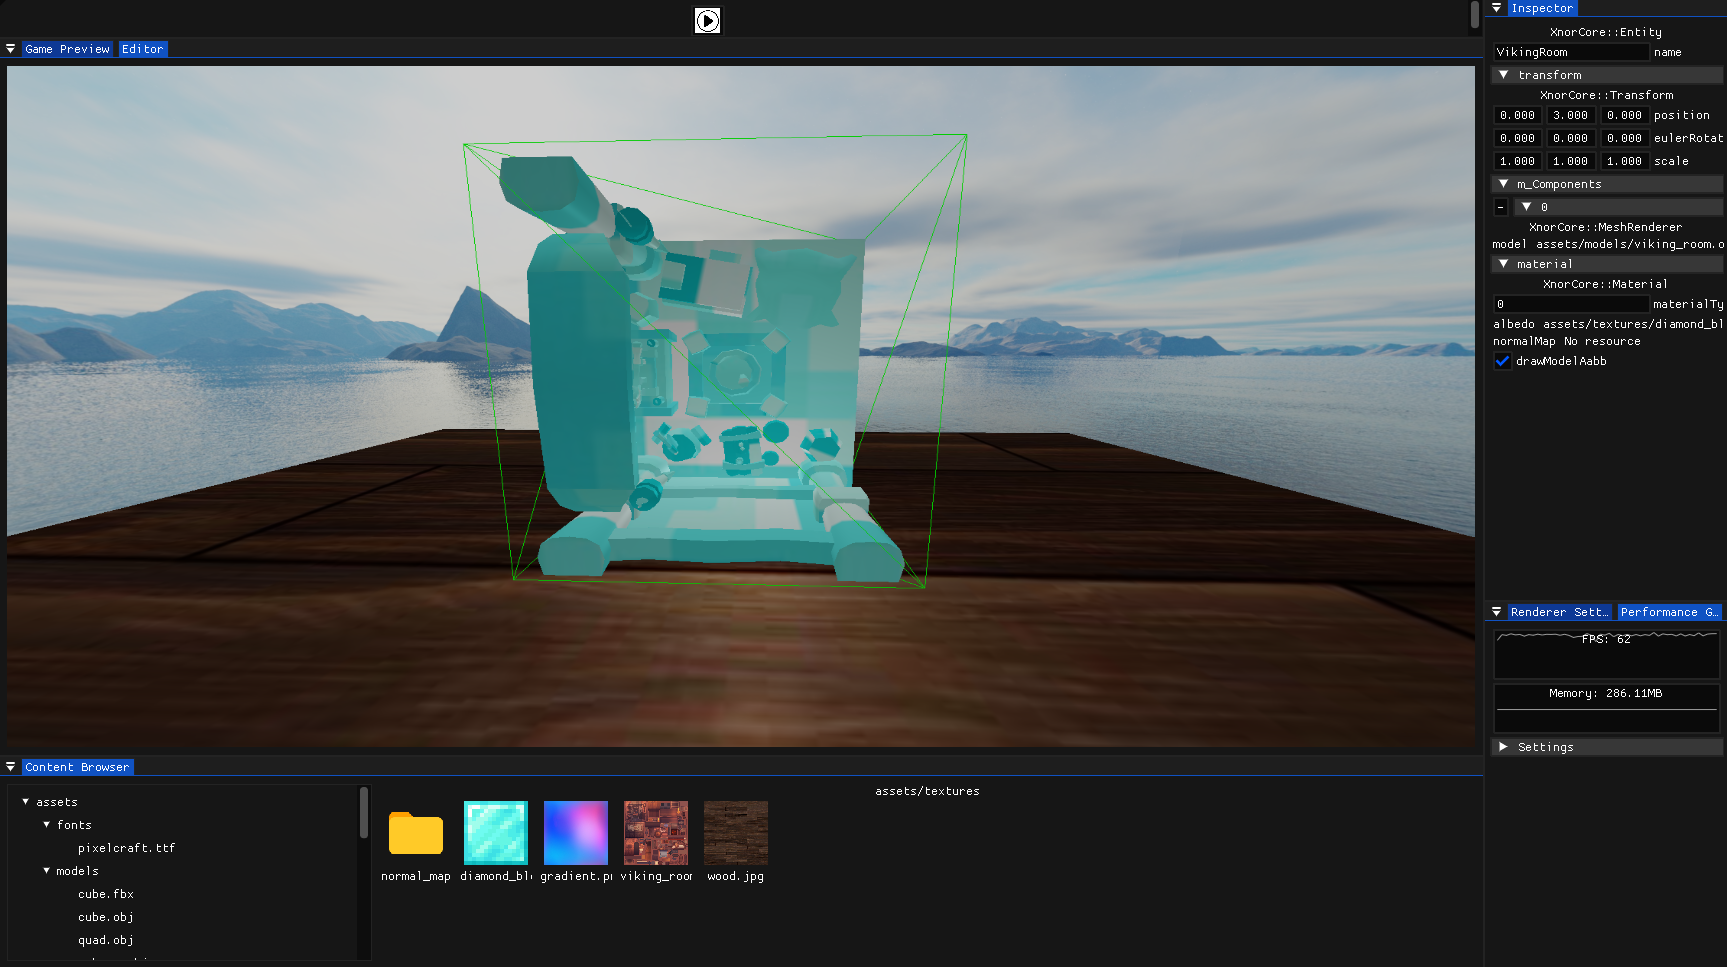 Game Preview Editor
Inspector
XnorCore::Entity
VikingRoom name
transform
XnorCore::Transform
0.000 3.000 0.000 position
0.000 0.000 0.000 eulerRotat
1.000 1.000 1.000 scale
m_Components
- 0
XnorCore::MeshRenderer
model assets/models/viking_room.o
material
XnorCore::Material
0 materialTy
albedo assets/textures/diamond_bl
normalMap No resource
drawModelAabb
Renderer Sett… Performance G…
FPS: 62
Memory: 286.11MB
Settings
Content Browser
assets
fonts
pixelcraft.ttf
models
cube.fbx
cube.obj
quad.obj
assets/textures
normal_map diamond_bl gradient.p viking_roo wood.jpg